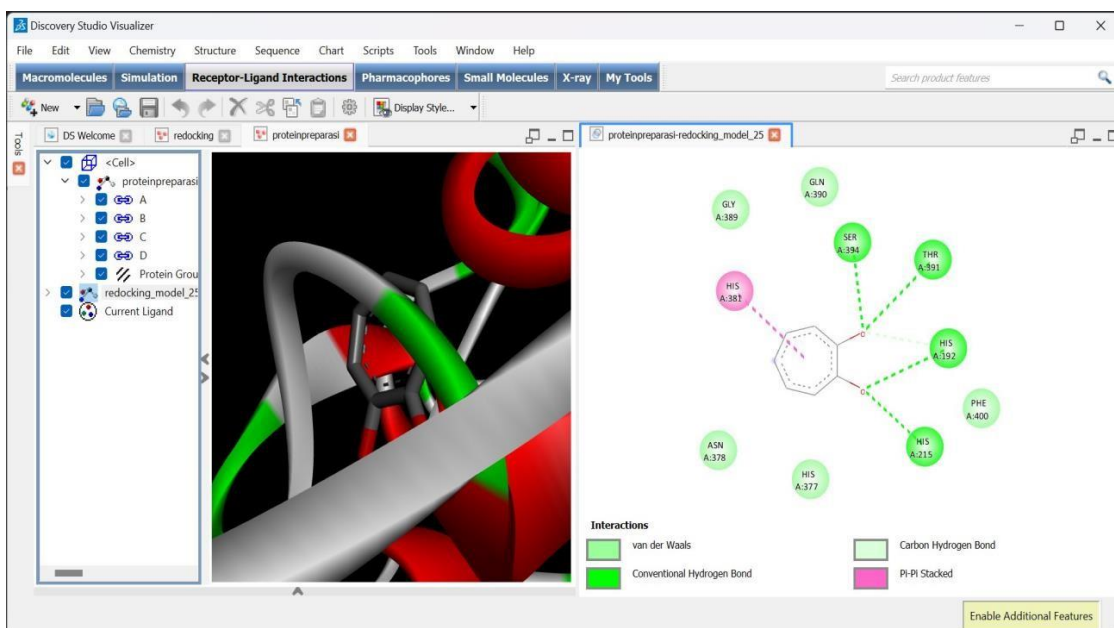 Discovery Studio Visualizer
File Edit View Chemistry Structure Sequence Chart Scripts Tools Window Help
Macromolecules Simulation Receptor-Ligand Interactions Pharmacophores Small Molecules X-ray My Tools Search product features
New Display Style...
Tools
DS Welcome redocking proteinpreparasi proteinpreparasi-redocking_model_25
<Cell>
proteinpreparasi
A
B
C
D
Protein Grou
redocking_model_25
Current Ligand
GLN
A:390
GLY
A:389
SER
A:394
THR
A:391
HIS
A:381
HIS
A:192
PHE
A:400
HIS
A:215
ASN
A:378
HIS
A:377
Interactions
van der Waals
Conventional Hydrogen Bond
Carbon Hydrogen Bond
Pi-Pi Stacked
Enable Additional Features